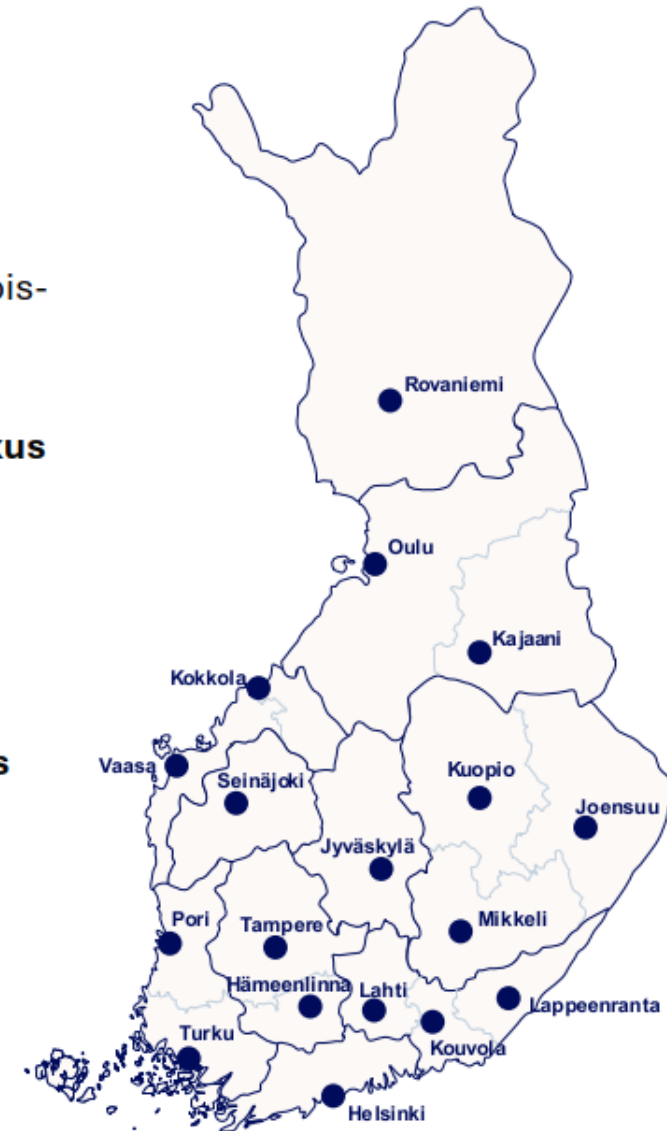 ois-
Rovaniemi
kus
Oulu
Kajaani
Kokkola
s
Vaasa
Kuopio
Seinäjoki
Joensuu
Jyväskylä
Pori
Tampere
Mikkeli
Hämeenlinna
Lahti
Lappeenranta
Turku
Kouvola
Helsinki